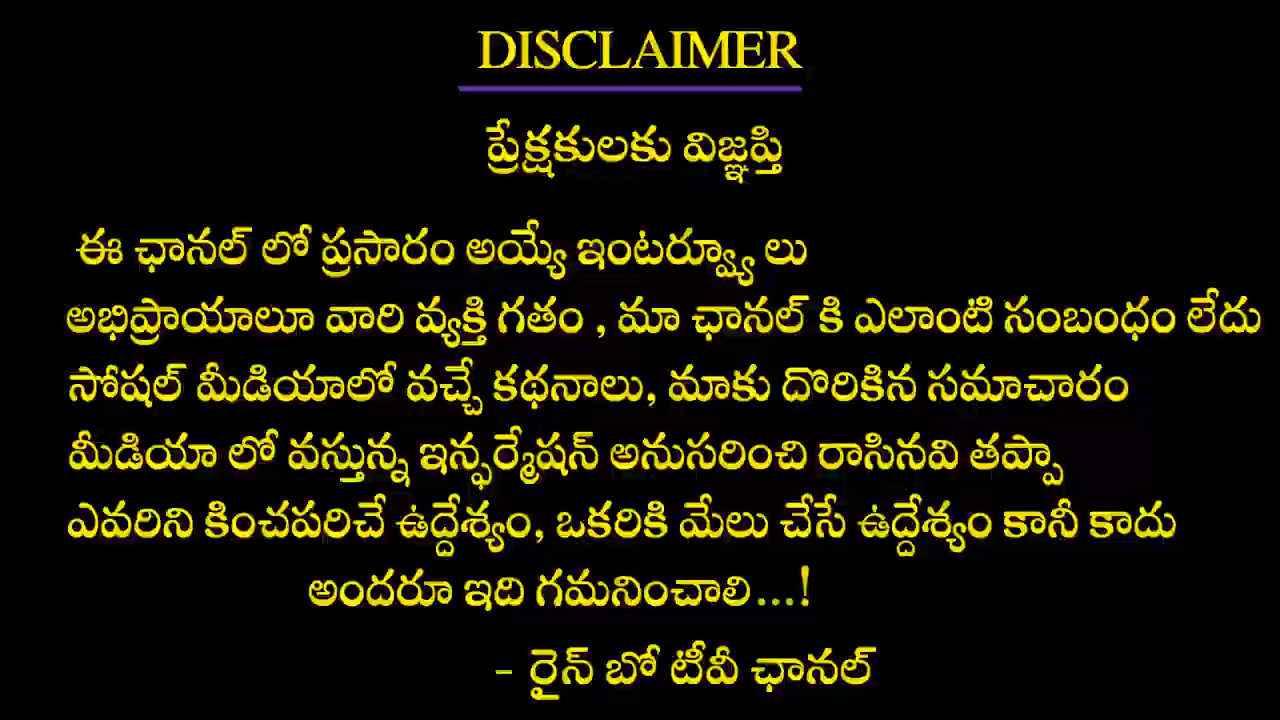 DISCLAIMER
ప్రేక్షకులకు విజ్ఞప్తి
ఈ ఛానల్ లో ప్రసారం అయ్యే ఇంటర్వ్యూ లు
అభిప్రాయాలూ వారి వ్యక్తి గతం , మా ఛానల్ కి ఎలాంటి సంబంధం లేదు
సోషల్ మీడియాలో వచ్చే కథనాలు, మాకు దొరికిన సమాచారం
మీడియా లో వస్తున్న ఇన్ఫర్మేషన్ అనుసరించి రాసినవి తప్పా
ఎవరిని కించపరిచే ఉద్దేశ్యం, ఒకరికి మేలు చేసే ఉద్దేశ్యం కానీ కాదు
అందరూ ఇది గమనించాలి...!
- రైన్ బో టీవీ ఛానల్